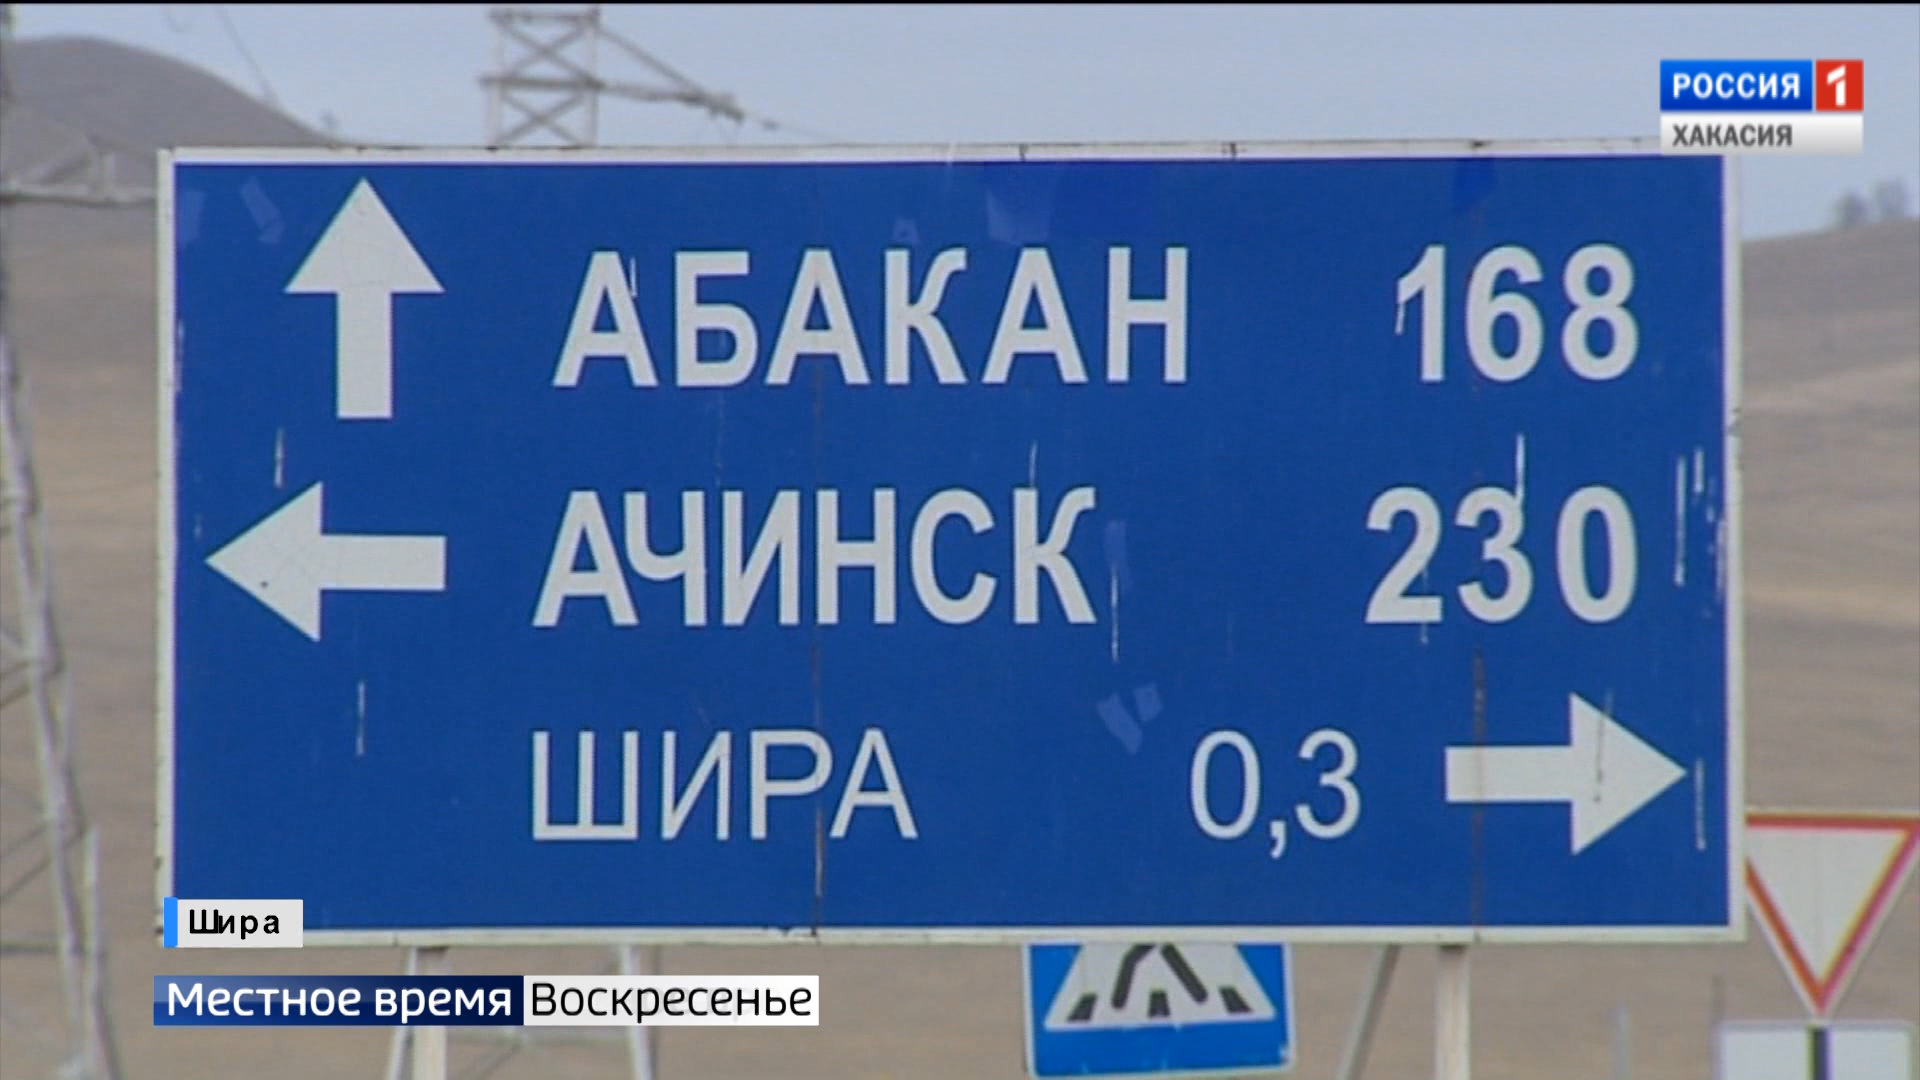 РОССИЯ 1
ХАКАСИЯ
АБАКАН 168
АЧИНСК 230
ШИРА 0,3
Шира
Местное время Воскресенье